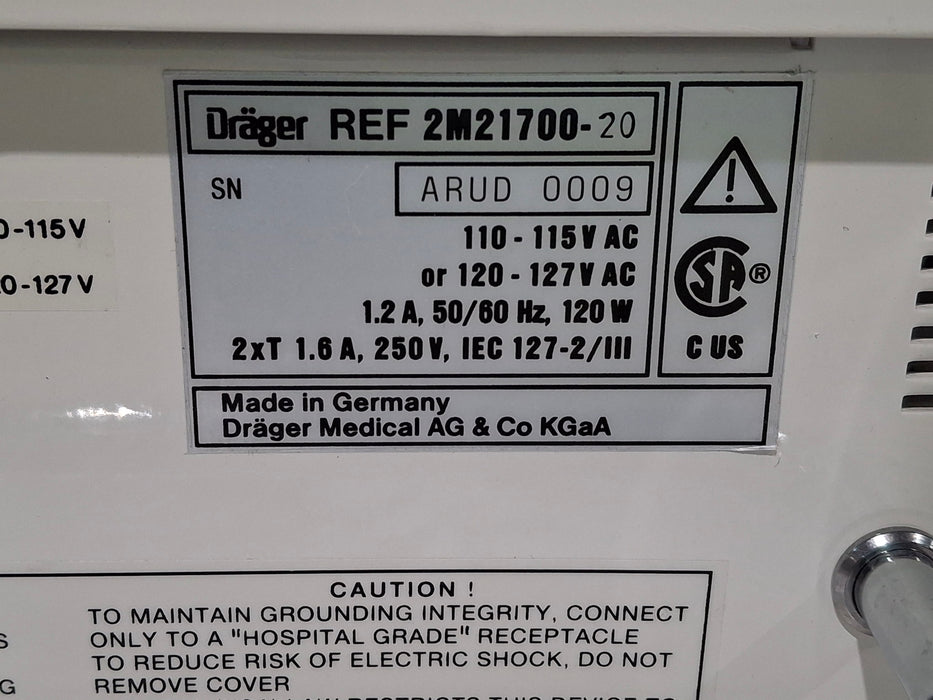 Dräger REF 2M21700-20
SN ARUD 0009
110 - 115 V AC
or 120 - 127 V AC
1.2 A, 50/60 Hz, 120 W
2xT 1.6 A, 250 V, IEC 127-2/III
SA ®
C US
Made in Germany
Dräger Medical AG & Co KGaA
0-115 V
0-127 V
CAUTION !
TO MAINTAIN GROUNDING INTEGRITY, CONNECT
ONLY TO A "HOSPITAL GRADE" RECEPTACLE
TO REDUCE RISK OF ELECTRIC SHOCK, DO NOT
REMOVE COVER